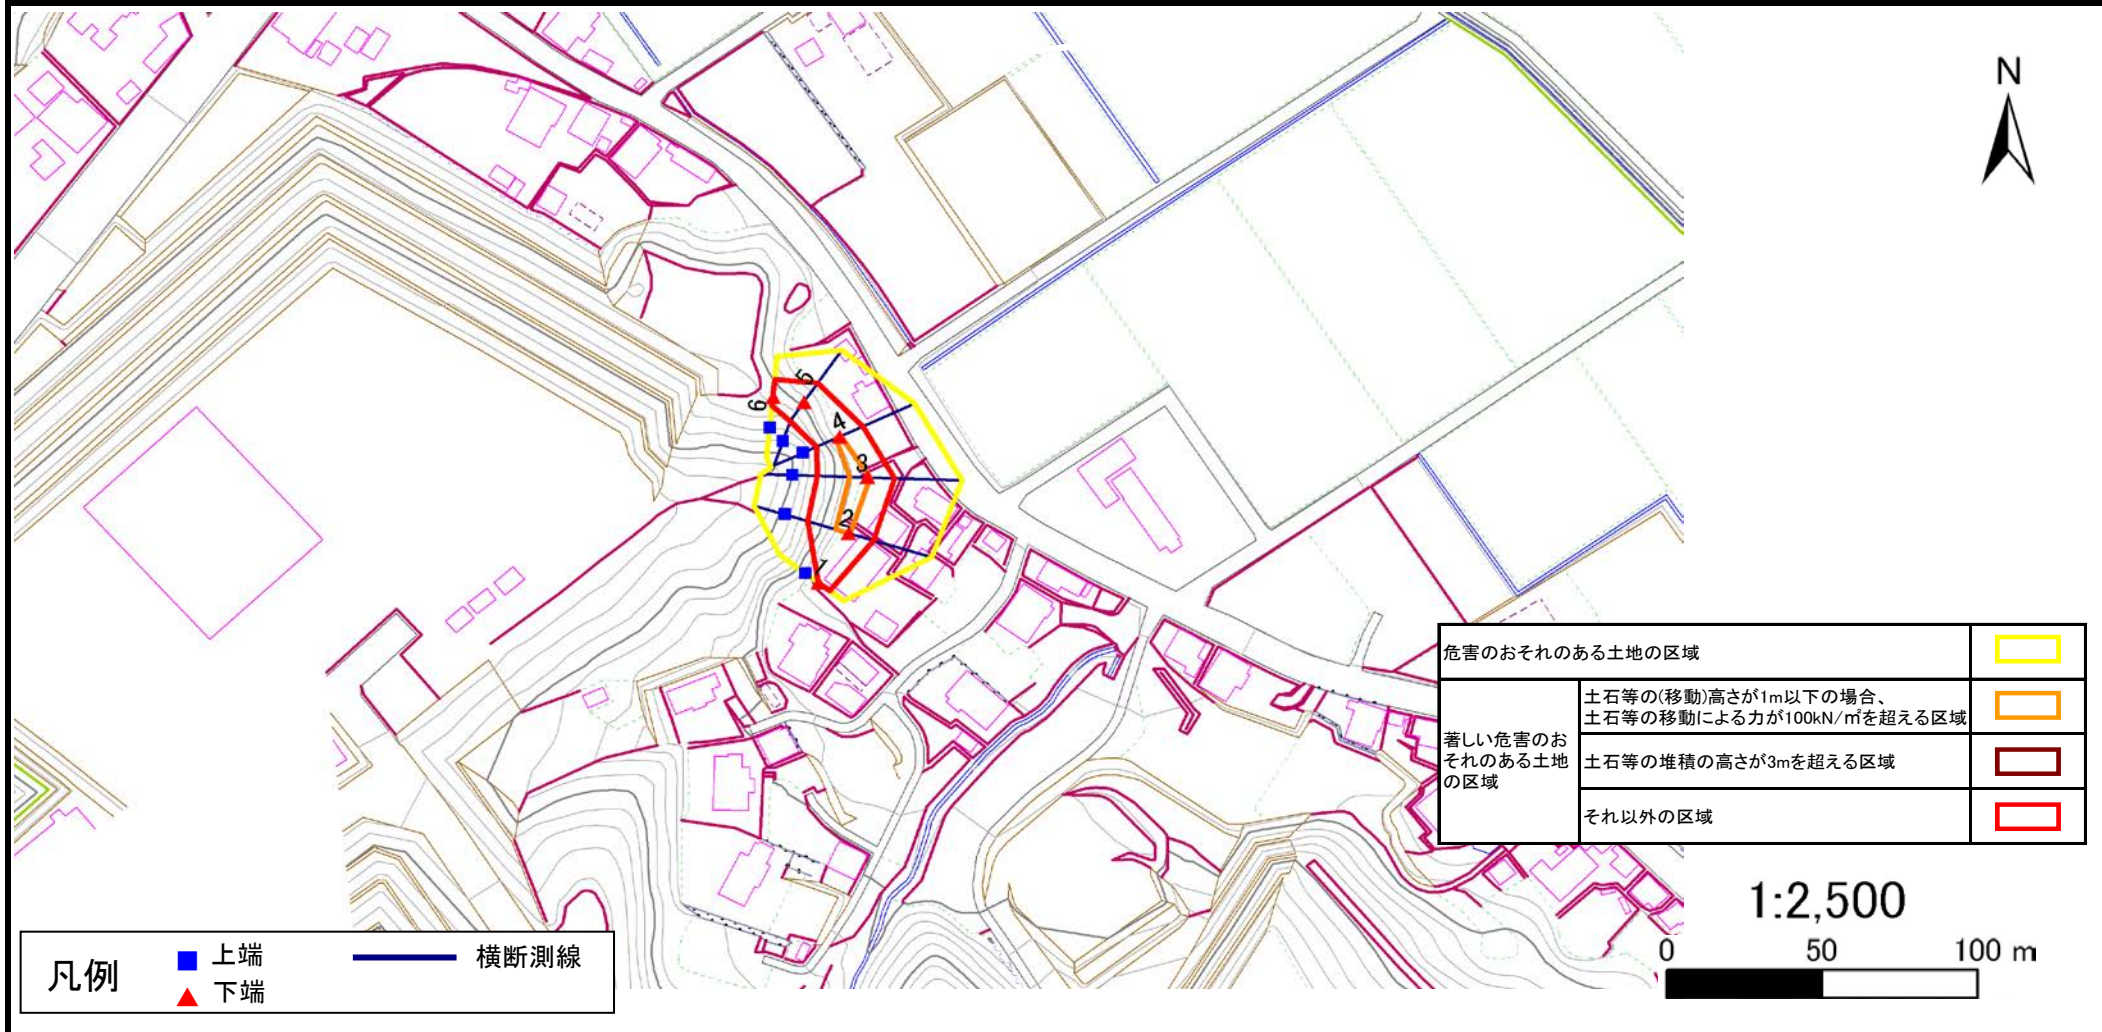 N
5
6
4
3
2
1
危害のおそれのある土地の区域
著しい危害のお
それのある土地
の区域
土石等の(移動)高さが1m以下の場合、
土石等の移動による力が100kN/㎡を超える区域
土石等の堆積の高さが3mを超える区域
それ以外の区域
1:2,500
0 50 100 m
凡例
上端
下端
横断測線